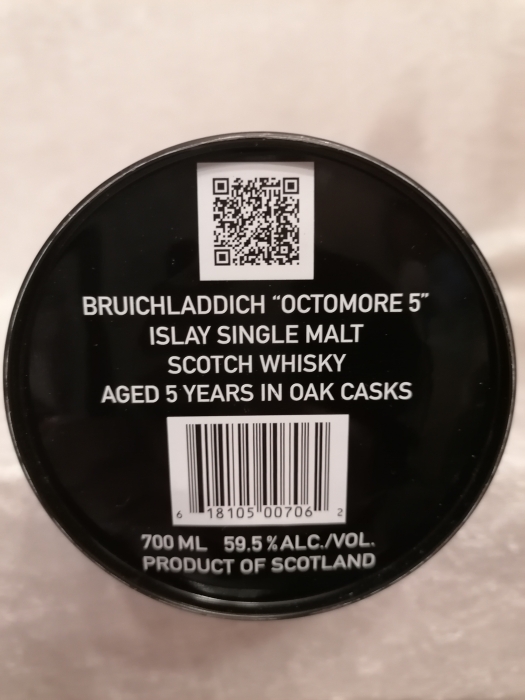 BRUICHLADDICH “OCTOMORE 5”
ISLAY SINGLE MALT
SCOTCH WHISKY
AGED 5 YEARS IN OAK CASKS
6 18105 00706 2
700 ML 59.5 % ALC./VOL.
PRODUCT OF SCOTLAND